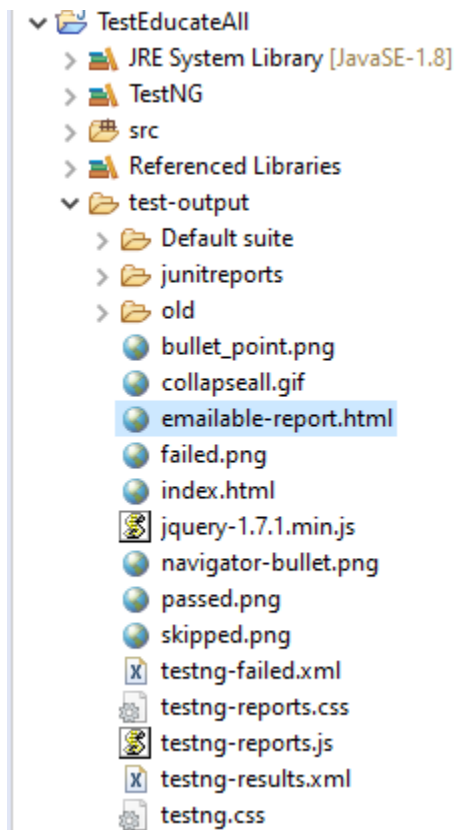 TestEducateAll
JRE System Library [JavaSE-1.8]
TestNG
src
Referenced Libraries
test-output
Default suite
junitreports
old
bullet_point.png
collapseall.gif
emailable-report.html
failed.png
index.html
jquery-1.7.1.min.js
navigator-bullet.png
passed.png
skipped.png
testng-failed.xml
testng-reports.css
testng-reports.js
testng-results.xml
testng.css